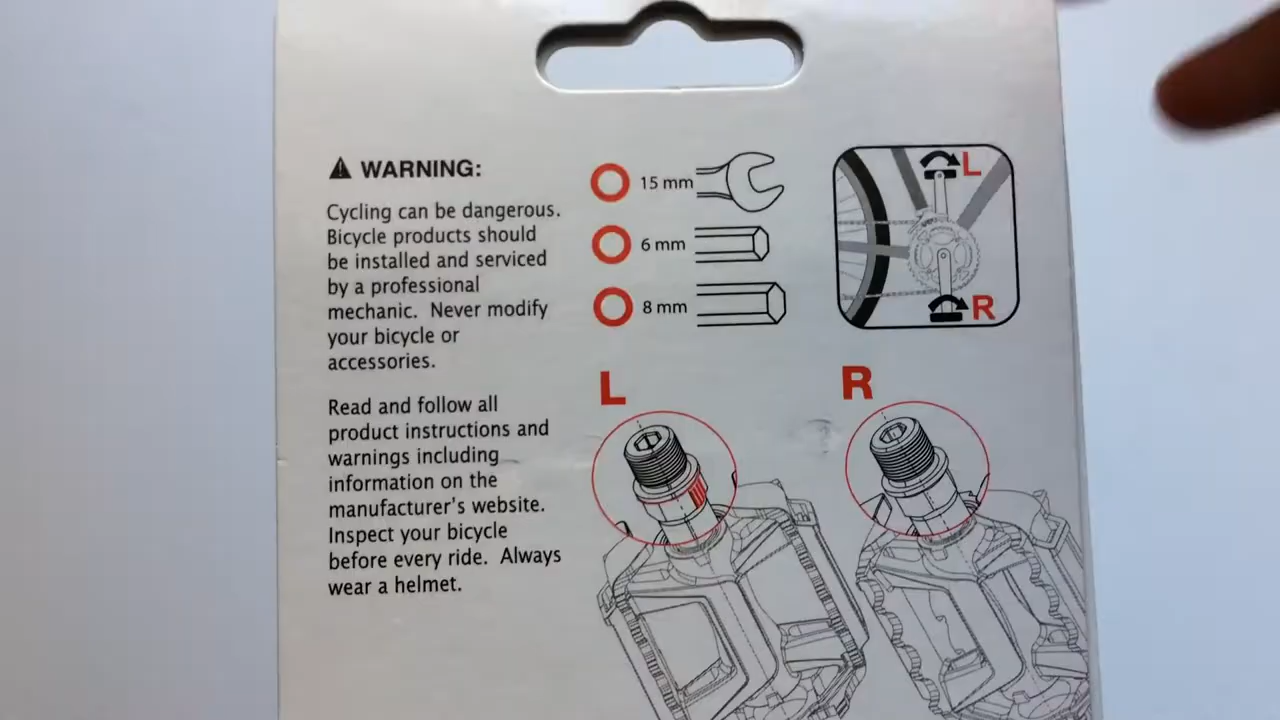 WARNING:
Cycling can be dangerous.
Bicycle products should
be installed and serviced
by a professional
mechanic. Never modify
your bicycle or
accessories.
Read and follow all
product instructions and
warnings including
information on the
manufacturer's website.
Inspect your bicycle
before every ride. Always
wear a helmet.
15 mm
6 mm
8 mm
L
R
L
R